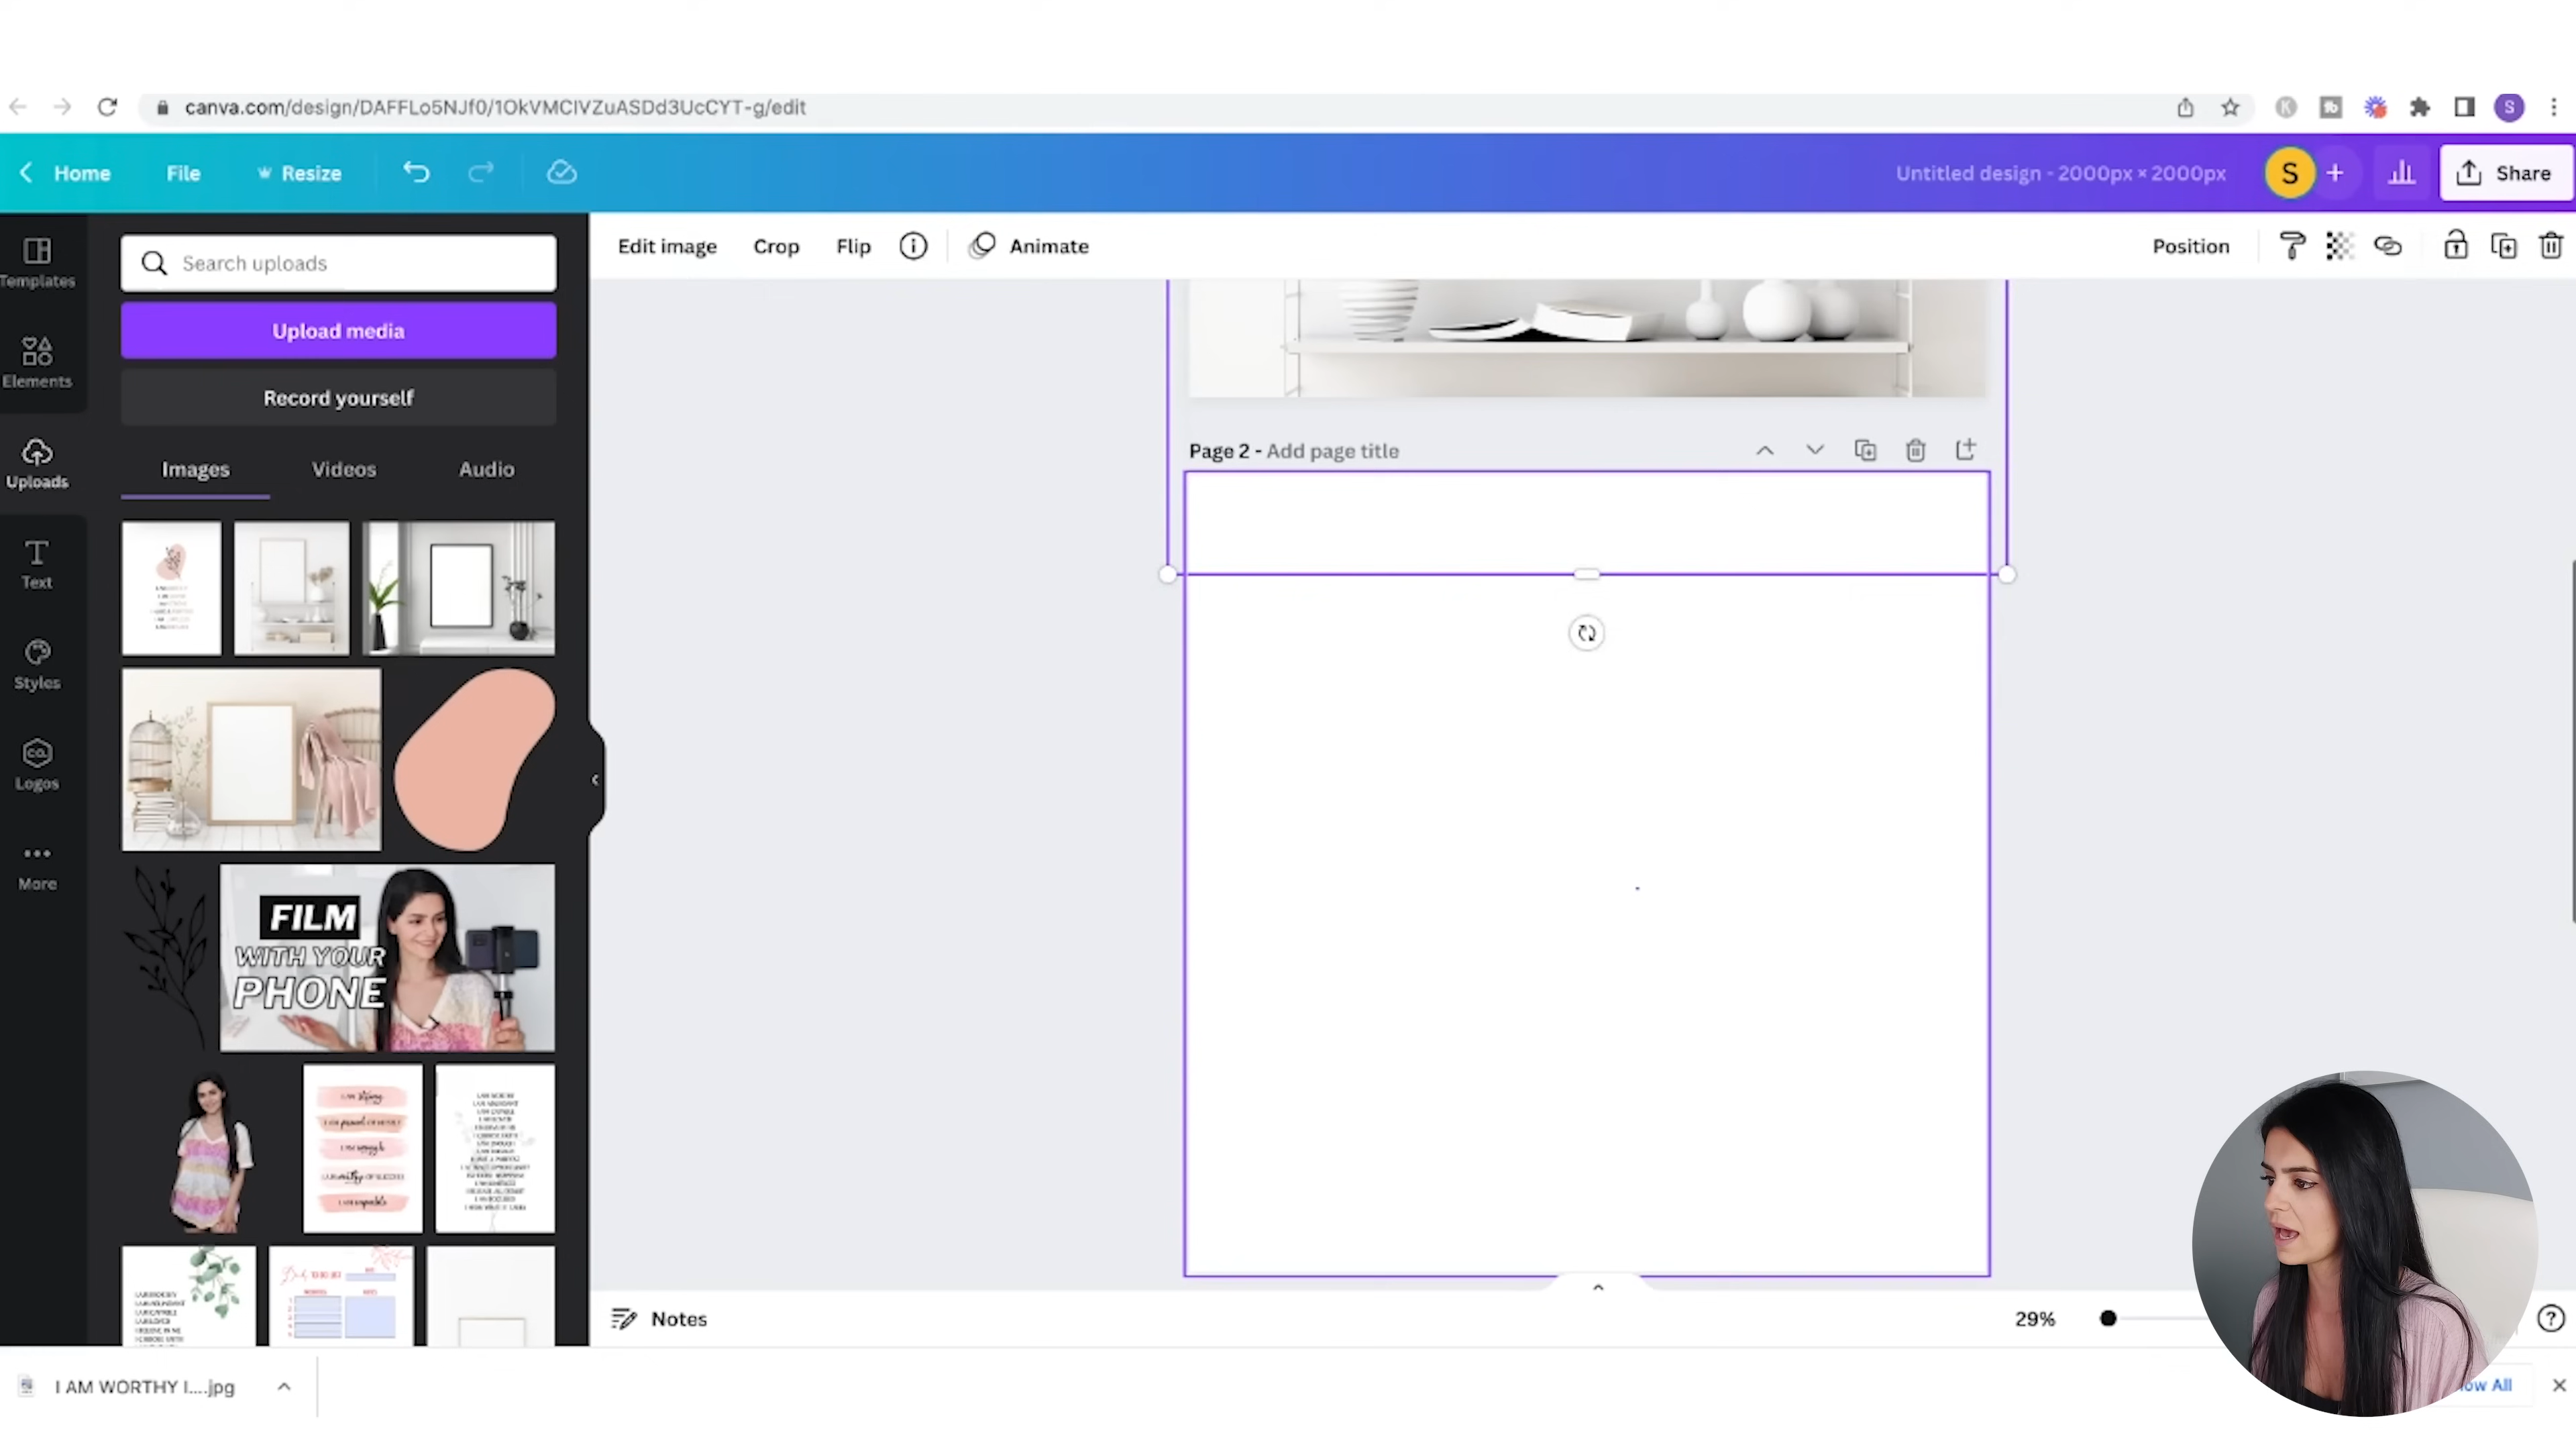 canva.com/design/DAFFLo5NJf0/1OkVMCIVZuASDd3UcCYT-g/edit
S
Home
File
Resize
Untitled design - 2000px × 2000px
S
+
Share
Edit image
Crop
Flip
Animate
Position
Templates
Elements
Uploads
Text
Styles
Logos
More
Search uploads
Upload media
Record yourself
Images
Videos
Audio
FILM
WITH YOUR
PHONE
CO.
Page 2 - Add page title
Notes
29%
?
I AM WORTHY I....jpg
All